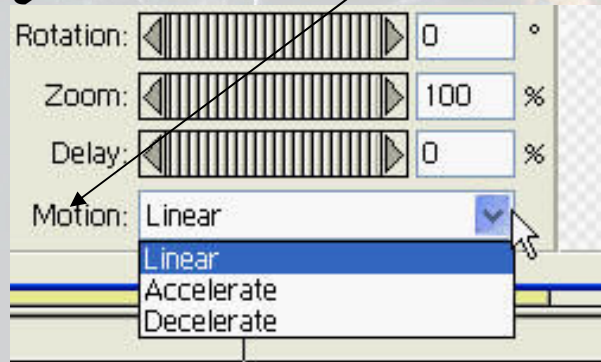 Rotation: 0 °
Zoom: 100 %
Delay: 0 %
Motion: Linear
Linear
Accelerate
Decelerate